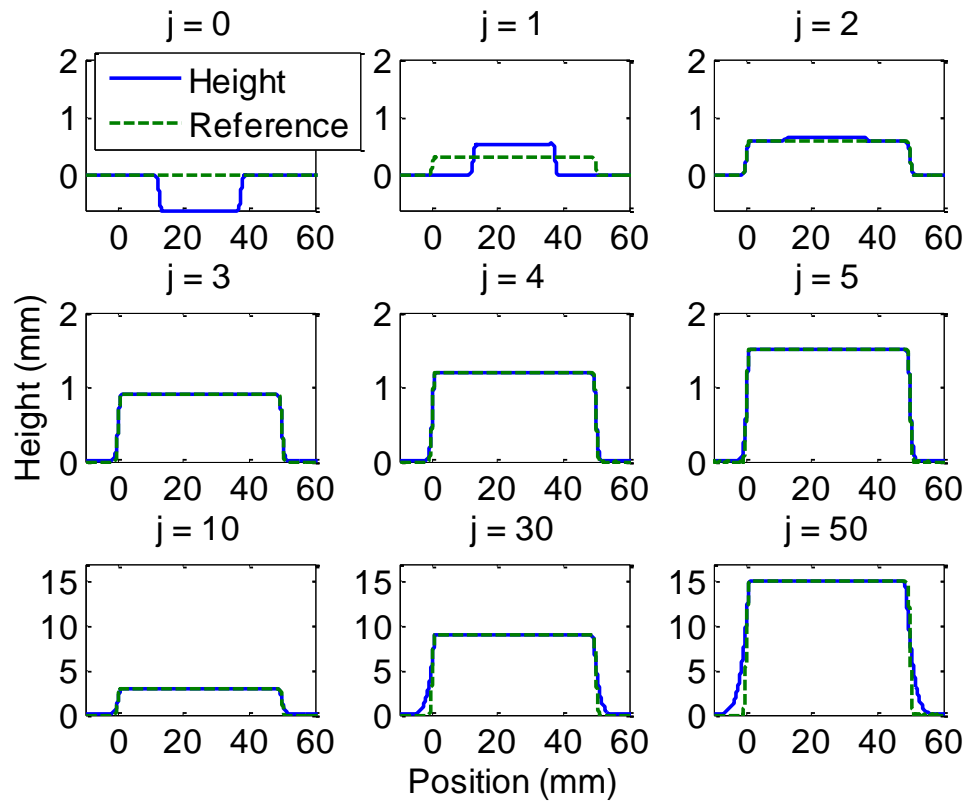 j = 0
j = 1
j = 2
Height
Reference
2
1
0
2
1
0
2
1
0
0 20 40 60
0 20 40 60
0 20 40 60
j = 3
j = 4
j = 5
Height (mm)
2
1
0
2
1
0
2
1
0
0 20 40 60
0 20 40 60
0 20 40 60
j = 10
j = 30
j = 50
15
10
5
0
15
10
5
0
15
10
5
0
0 20 40 60
0 20 40 60
0 20 40 60
Position (mm)